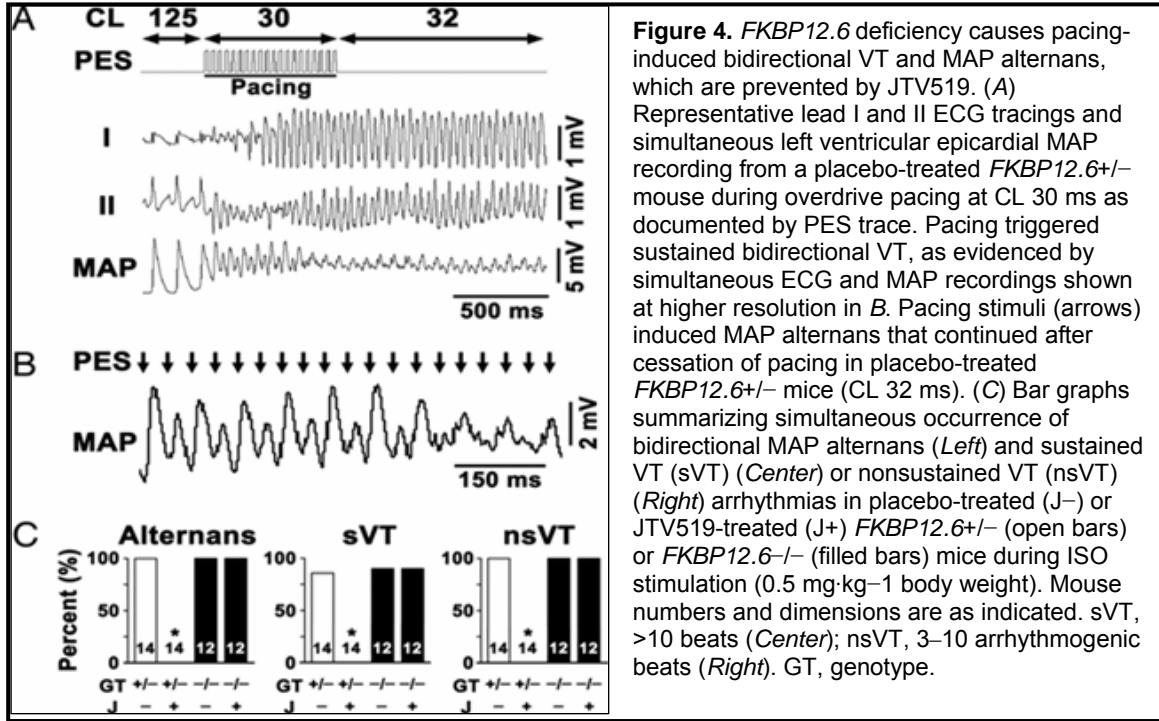 A
CL 125 30 32
PES
Pacing
I
1 mV
II
1 mV
MAP
5 mV
500 ms
B
PES
MAP
2 mV
150 ms
C
Alternans sVT nsVT
Percent (%)
100 100 100
50 50 50
0 0 0
14 * 14 12 12 14 * 14 12 12 14 * 14 12 12
GT +/− +/− −/− −/− GT +/− +/− −/− −/− GT +/− +/− −/− −/−
J − + − + J − + − + J − + − +
Figure 4. FKBP12.6 deficiency causes pacing-
induced bidirectional VT and MAP alternans,
which are prevented by JTV519. (A)
Representative lead I and II ECG tracings and
simultaneous left ventricular epicardial MAP
recording from a placebo-treated FKBP12.6+/−
mouse during overdrive pacing at CL 30 ms as
documented by PES trace. Pacing triggered
sustained bidirectional VT, as evidenced by
simultaneous ECG and MAP recordings shown
at higher resolution in B. Pacing stimuli (arrows)
induced MAP alternans that continued after
cessation of pacing in placebo-treated
FKBP12.6+/− mice (CL 32 ms). (C) Bar graphs
summarizing simultaneous occurrence of
bidirectional MAP alternans (Left) and sustained
VT (sVT) (Center) or nonsustained VT (nsVT)
(Right) arrhythmias in placebo-treated (J−) or
JTV519-treated (J+) FKBP12.6+/− (open bars)
or FKBP12.6−/− (filled bars) mice during ISO
stimulation (0.5 mg·kg−1 body weight). Mouse
numbers and dimensions are as indicated. sVT,
>10 beats (Center); nsVT, 3–10 arrhythmogenic
beats (Right). GT, genotype.